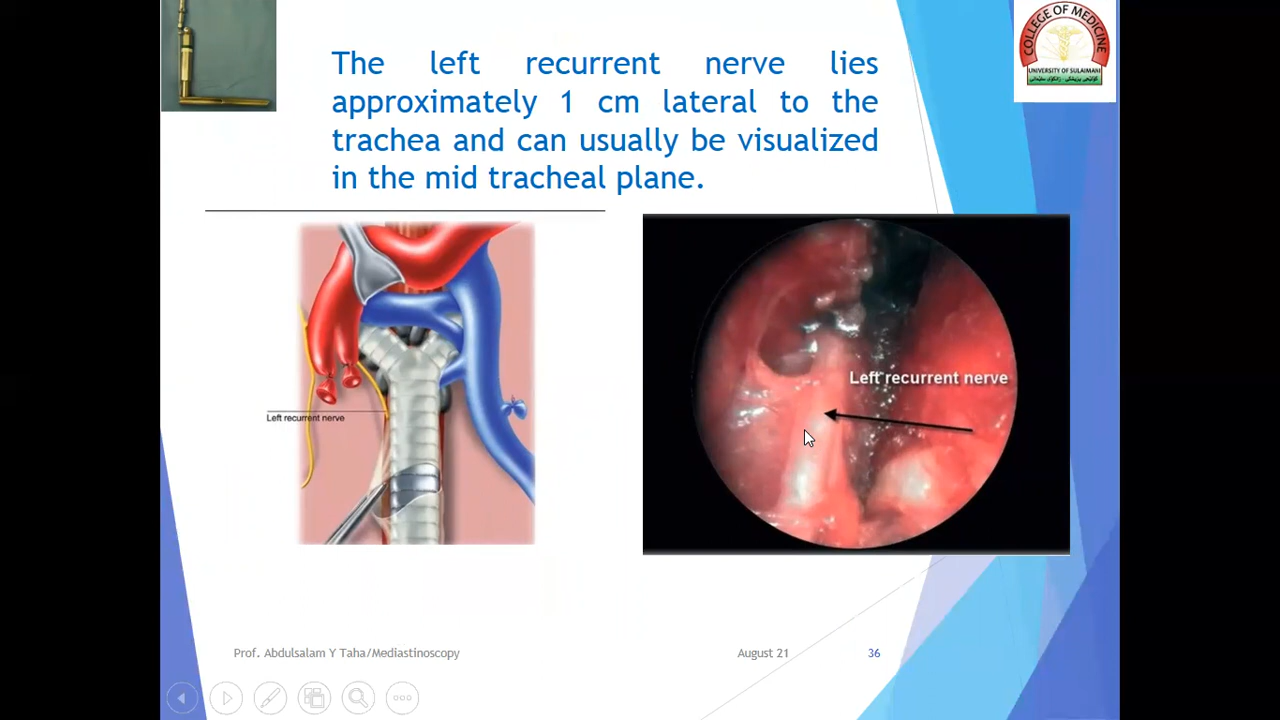 The left recurrent nerve lies
approximately 1 cm lateral to the
trachea and can usually be visualized
in the mid tracheal plane.
COLLEGE OF MEDICINE
UNIVERSITY OF SULAIMANI
Left recurrent nerve
Left recurrent nerve
Prof. Abdulsalam Y Taha/Mediastinoscopy
August 21
36